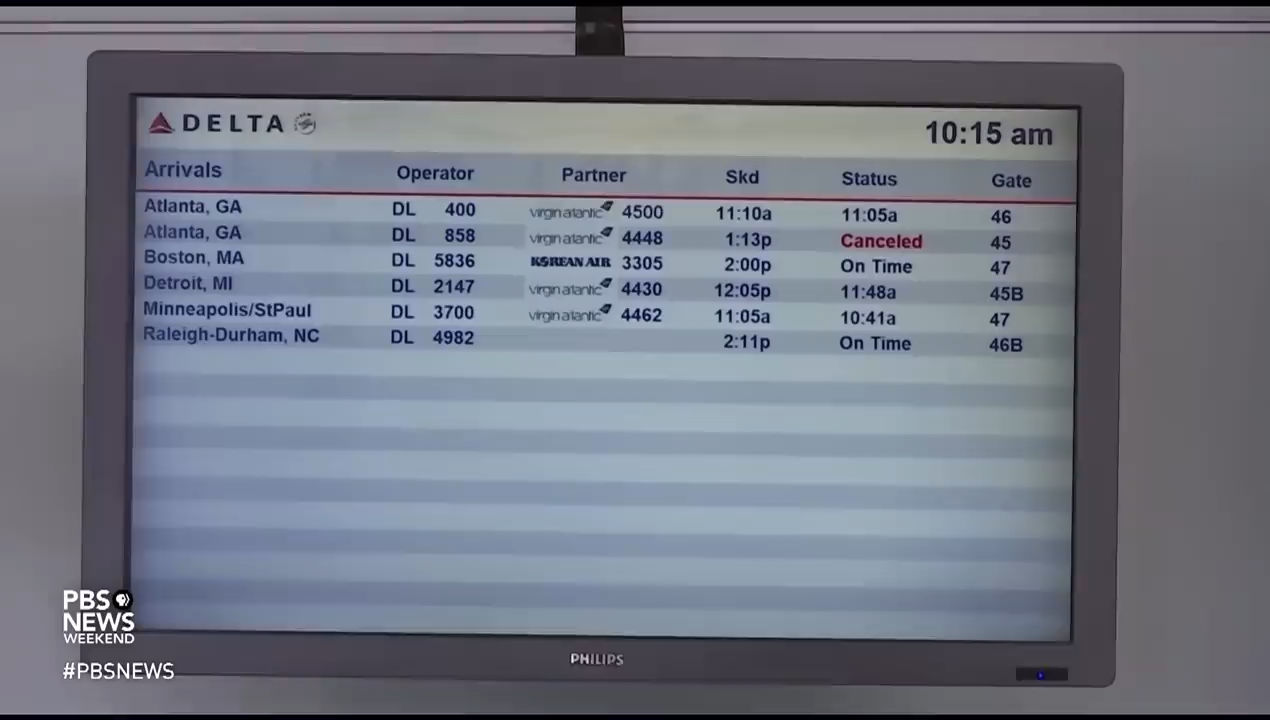 DELTA
10:15 am
Arrivals Operator Partner Skd Status Gate
Atlanta, GA DL 400 virgin atlantic 4500 11:10a 11:05a 46
Atlanta, GA DL 858 virgin atlantic 4448 1:13p Canceled 45
Boston, MA DL 5836 KOREAN AIR 3305 2:00p On Time 47
Detroit, MI DL 2147 virgin atlantic 4430 12:05p 11:48a 45B
Minneapolis/StPaul DL 3700 virgin atlantic 4462 11:05a 10:41a 47
Raleigh-Durham, NC DL 4982 2:11p On Time 46B
PHILIPS
PBS
NEWS
WEEKEND
#PBSNEWS